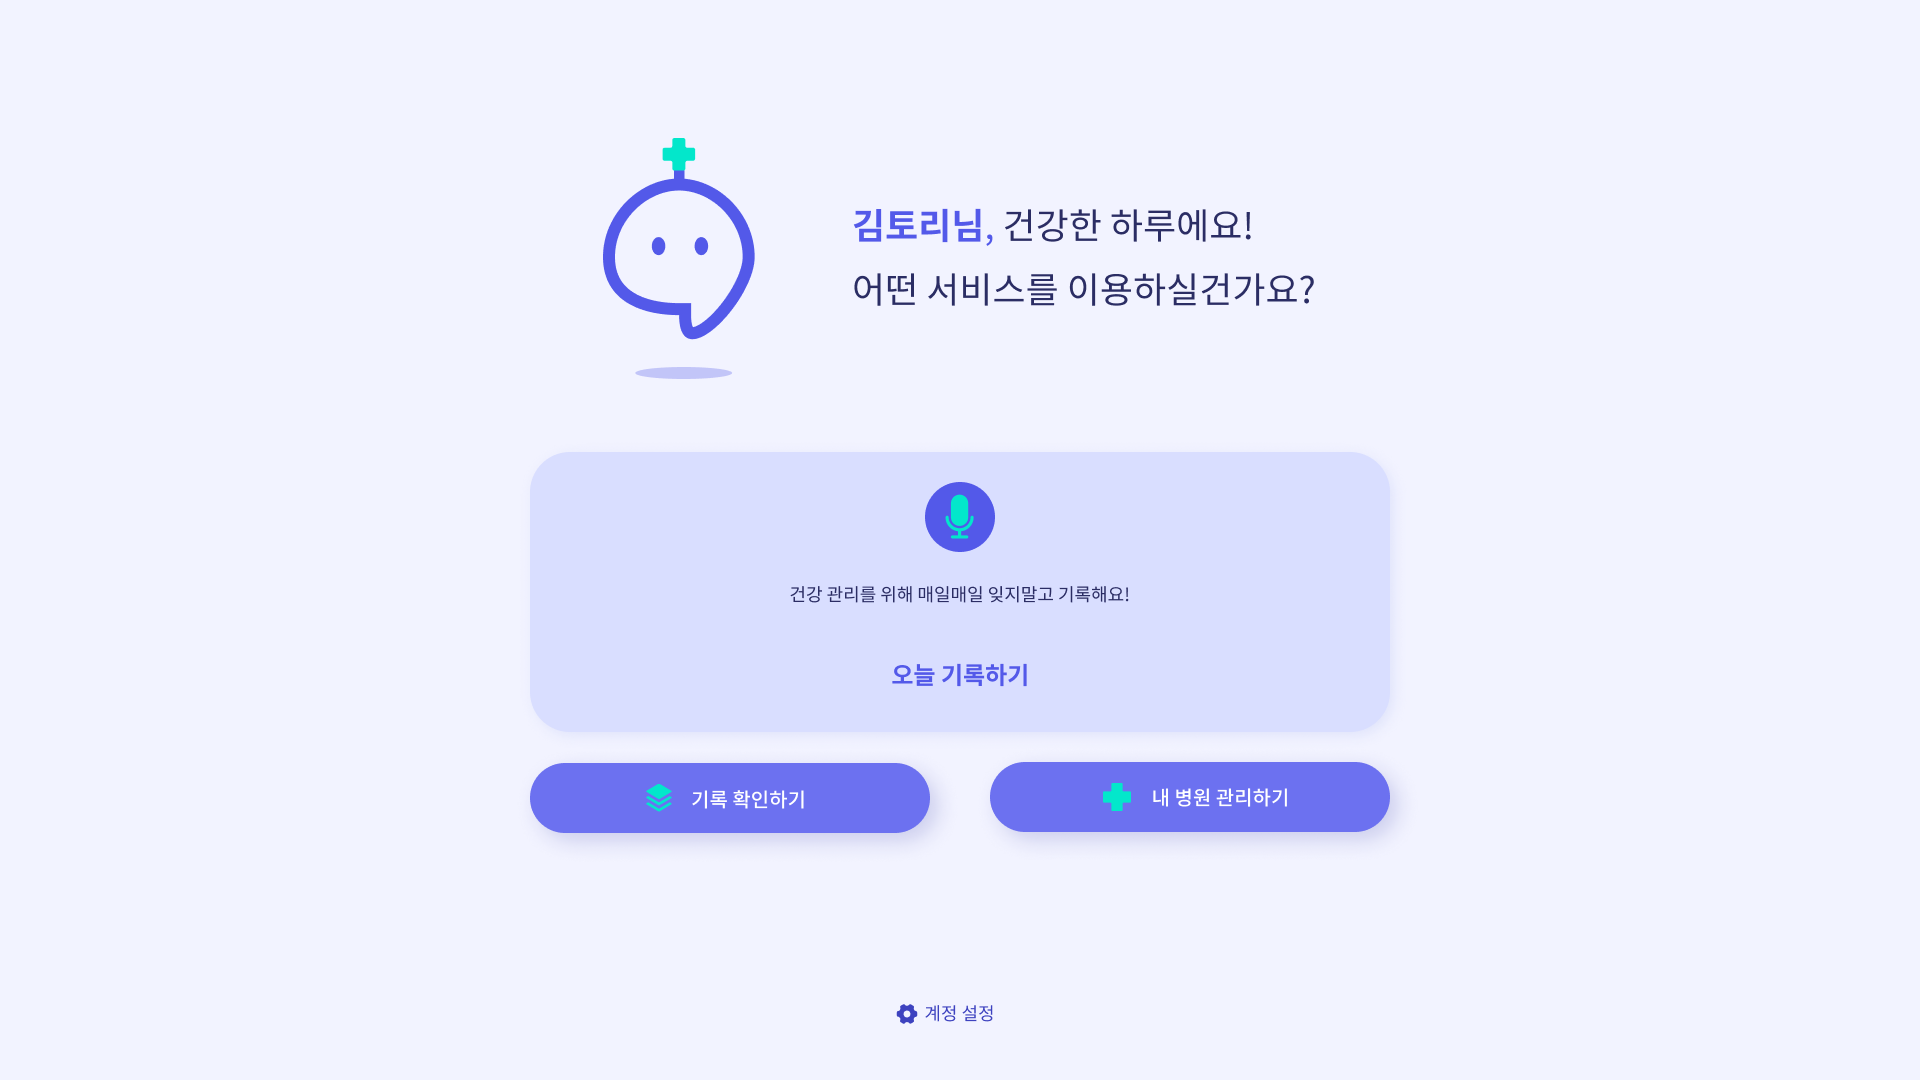 김토리님, 건강한 하루에요!
어떤 서비스를 이용하실건가요?
건강 관리를 위해 매일매일 잊지말고 기록해요!
오늘 기록하기
기록 확인하기
내 병원 관리하기
계정 설정